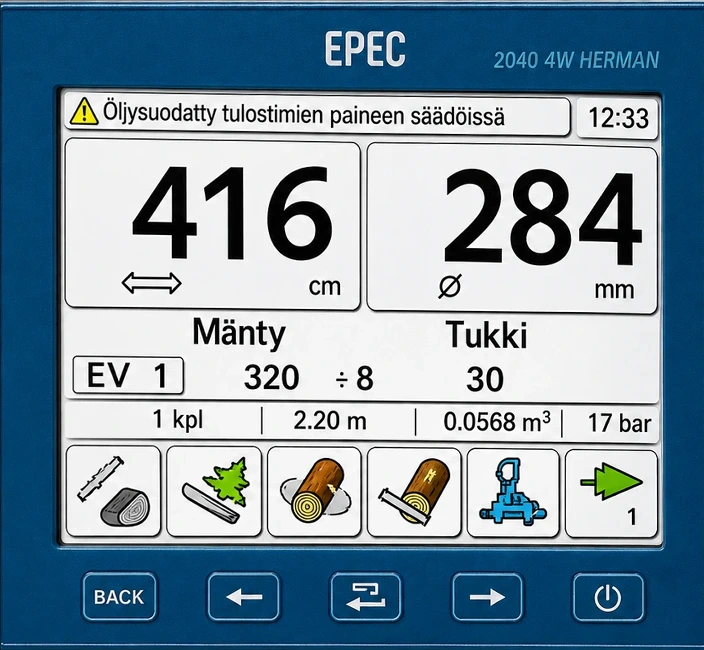 EPEC
2040 4W HERMAN
Öljysuodatty tulostimien paineen säädöissä
12:33
416
cm
284
Ø mm
Mänty Tukki
EV 1 320 ÷ 8 30
1 kpl 2.20 m 0.0568 m³ 17 bar
1
BACK